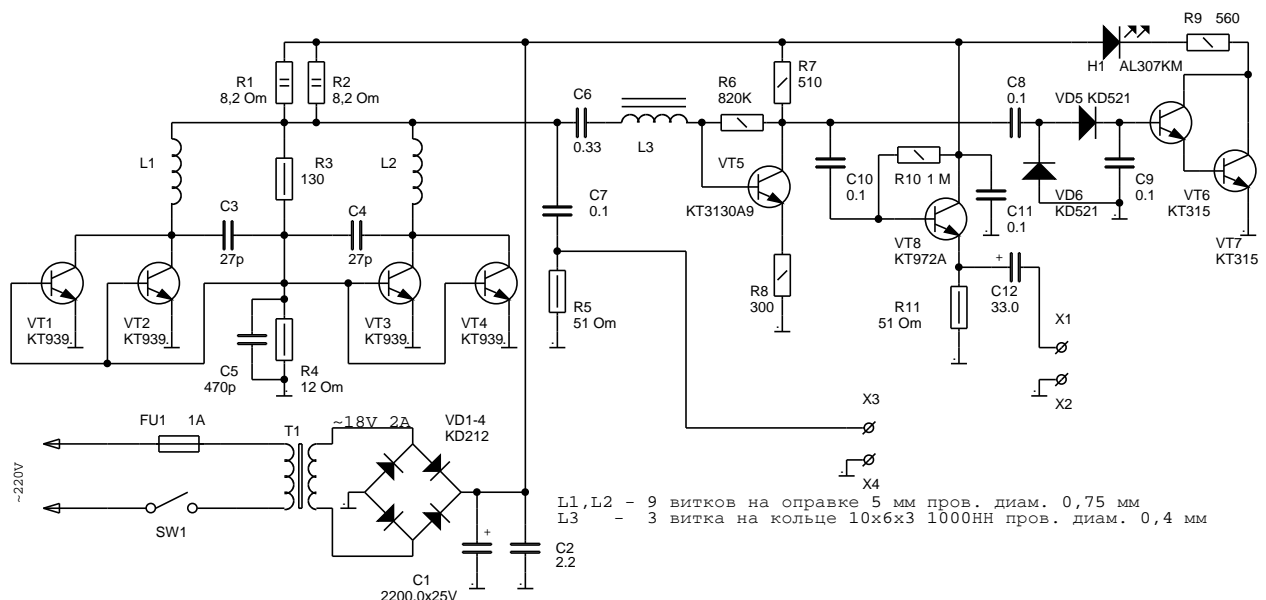 R9 560
H1 AL307KM
R1
8,2 Om
R2
8,2 Om
R7
510
C6
0.33
R6
820K
C8
0.1
VD5 KD521
L1
R3
130
L2
L3
VT5
KT3130A9
C10
0.1
R10 1 M
C11
0.1
VD6
KD521
C9
0.1
VT6
KT315
VT7
KT315
C3
27p
C4
27p
C7
0.1
VT8
KT972A
VT1
KT939
VT2
KT939
VT3
KT939
VT4
KT939
R5
51 Om
R8
300
R11
51 Om
+
C12
33.0
X1
X2
C5
470p
R4
12 Om
X3
X4
FU1 1A
T1
~18V 2A
VD1-4
KD212
~220V
SW1
L1,L2 - 9 витков на оправке 5 мм пров. диам. 0,75 мм
L3 - 3 витка на кольце 10x6x3 1000НН пров. диам. 0,4 мм
+
C1
2200.0x25V
C2
2.2